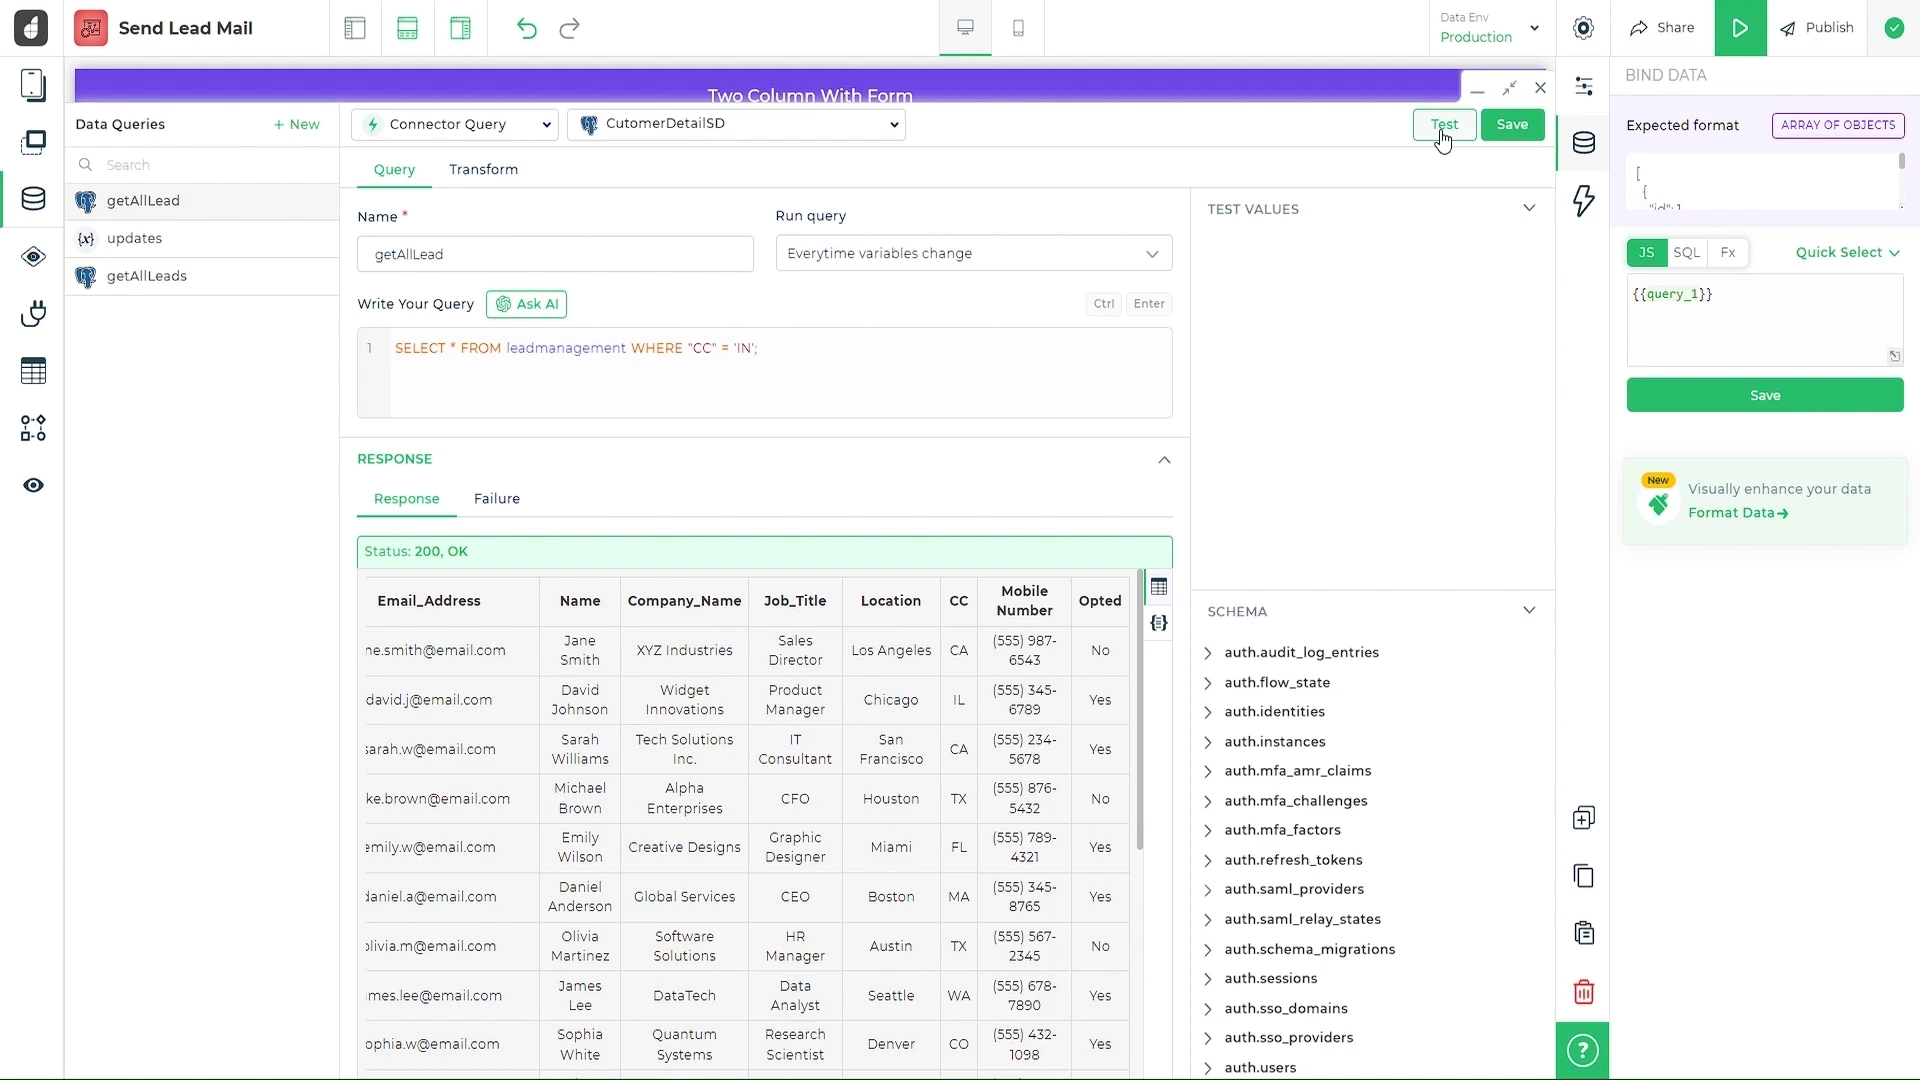 Send Lead Mail
Data Env
Production
Share
Publish
Two Column With Form
Data Queries
+ New
Search
getAllLead
{x} updates
getAllLeads
Connector Query
CutomerDetailSD
Test
Save
Query
Transform
Name *
getAllLead
Run query
Everytime variables change
Write Your Query
Ask AI
Ctrl
Enter
1
SELECT * FROM leadmanagement WHERE "CC" = 'IN';
RESPONSE
Response
Failure
Status: 200, OK
Email_Address Name Company_Name Job_Title Location CC Mobile Number Opted
ne.smith@email.com Jane Smith XYZ Industries Sales Director Los Angeles CA (555) 987-6543 No
david.j@email.com David Johnson Widget Innovations Product Manager Chicago IL (555) 345-6789 Yes
sarah.w@email.com Sarah Williams Tech Solutions Inc. IT Consultant San Francisco CA (555) 234-5678 Yes
ke.brown@email.com Michael Brown Alpha Enterprises CFO Houston TX (555) 876-5432 No
emily.w@email.com Emily Wilson Creative Designs Graphic Designer Miami FL (555) 789-4321 Yes
daniel.a@email.com Daniel Anderson Global Services CEO Boston MA (555) 345-8765 Yes
olivia.m@email.com Olivia Martinez Software Solutions HR Manager Austin TX (555) 567-2345 No
mes.lee@email.com James Lee DataTech Data Analyst Seattle WA (555) 678-7890 Yes
ophia.w@email.com Sophia White Quantum Systems Research Scientist Denver CO (555) 432-1098 Yes
TEST VALUES
SCHEMA
auth.audit_log_entries
auth.flow_state
auth.identities
auth.instances
auth.mfa_amr_claims
auth.mfa_challenges
auth.mfa_factors
auth.refresh_tokens
auth.saml_providers
auth.saml_relay_states
auth.schema_migrations
auth.sessions
auth.sso_domains
auth.sso_providers
auth.users
BIND DATA
Expected format
ARRAY OF OBJECTS
[
{
"id": 1
JS
SQL
Fx
Quick Select
{{query_1}}
Save
New
Visually enhance your data
Format Data→
?